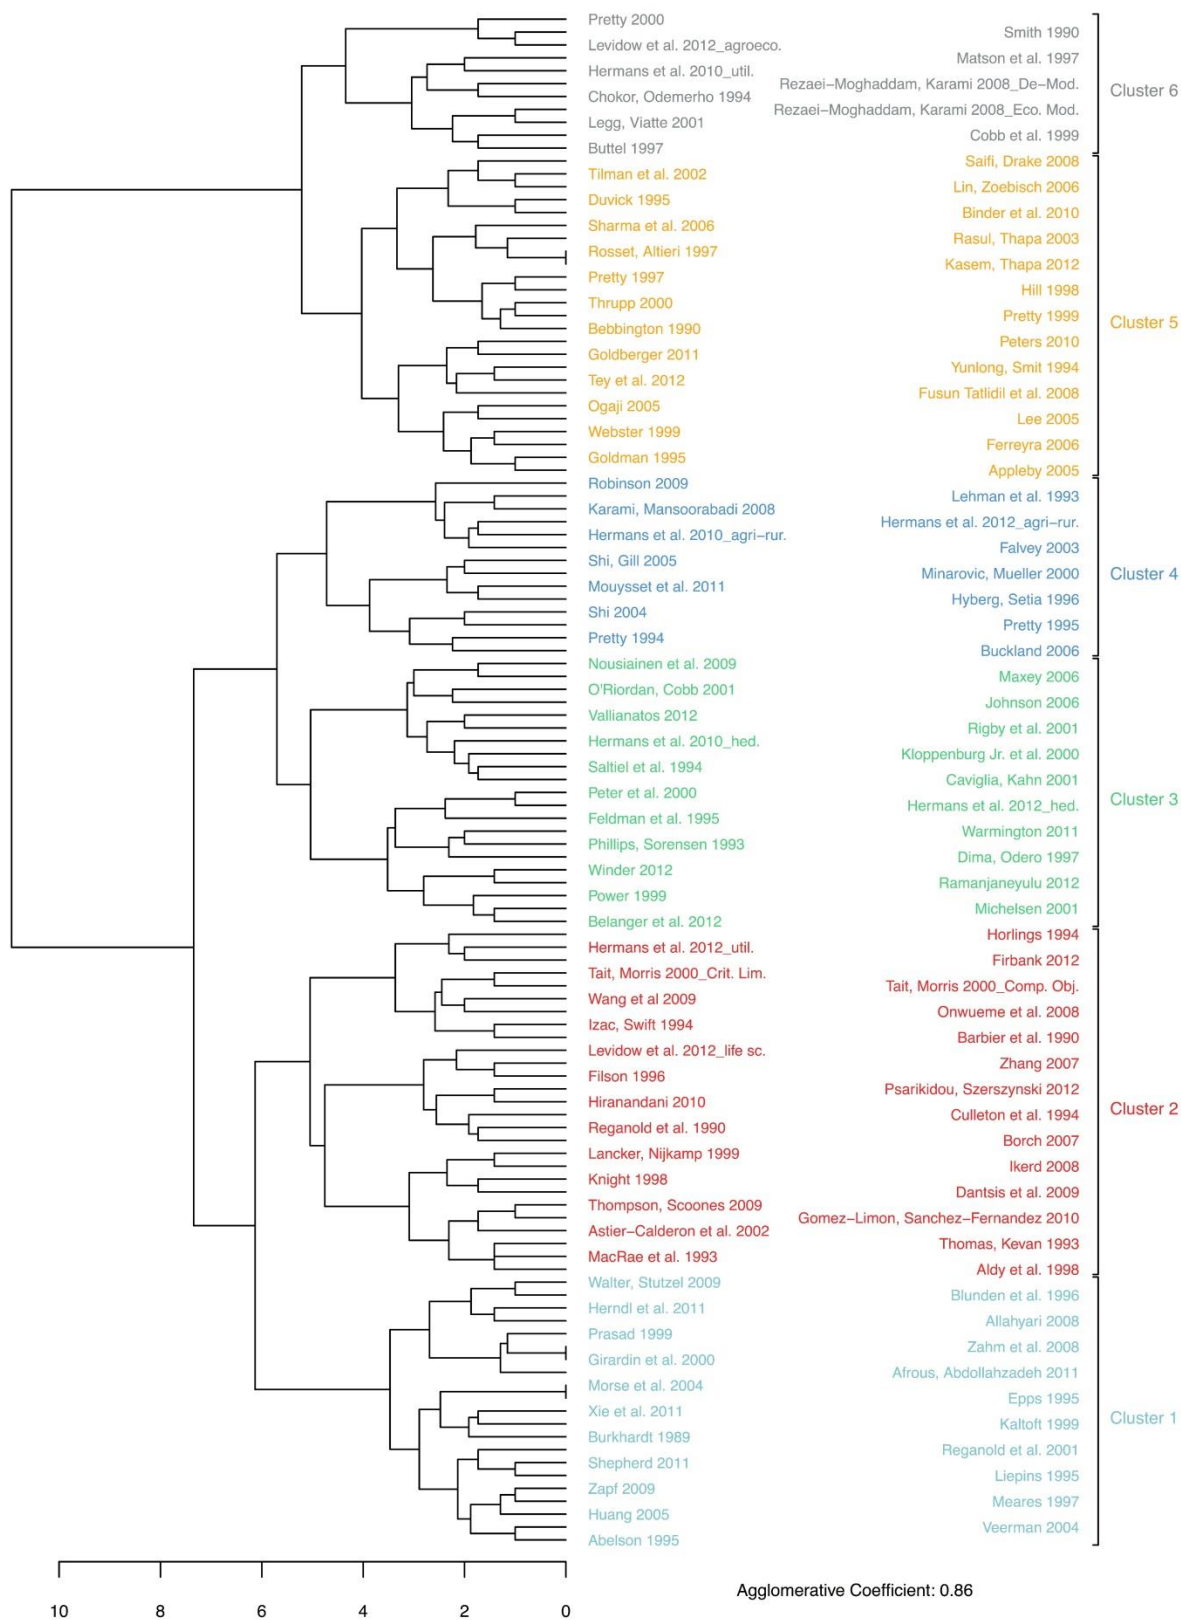 Pretty 2000
Smith 1990
Levidow et al. 2012_agroeco.
Matson et al. 1997
Hermans et al. 2010_util.
Rezaei-Moghaddam, Karami 2008_De-Mod.
Cluster 6
Chokor, Odemerho 1994
Rezaei-Moghaddam, Karami 2008_Eco. Mod.
Legg, Viatte 2001
Cobb et al. 1999
Buttel 1997
Saifi, Drake 2008
Tilman et al. 2002
Lin, Zoebisch 2006
Duvick 1995
Binder et al. 2010
Sharma et al. 2006
Rasul, Thapa 2003
Rosset, Altieri 1997
Kasem, Thapa 2012
Pretty 1997
Hill 1998
Thrupp 2000
Pretty 1999
Cluster 5
Bebbington 1990
Peters 2010
Goldberger 2011
Yunlong, Smit 1994
Tey et al. 2012
Fusun Tatlidil et al. 2008
Ogaji 2005
Lee 2005
Webster 1999
Ferreyra 2006
Goldman 1995
Appleby 2005
Robinson 2009
Lehman et al. 1993
Karami, Mansoorabadi 2008
Hermans et al. 2012_agri-rur.
Hermans et al. 2010_agri-rur.
Falvey 2003
Shi, Gill 2005
Minarovic, Mueller 2000
Cluster 4
Mouysset et al. 2011
Hyberg, Setia 1996
Shi 2004
Pretty 1995
Pretty 1994
Buckland 2006
Nousiainen et al. 2009
Maxey 2006
O'Riordan, Cobb 2001
Johnson 2006
Vallianatos 2012
Rigby et al. 2001
Hermans et al. 2010_hed.
Kloppenburg Jr. et al. 2000
Saltiel et al. 1994
Caviglia, Kahn 2001
Peter et al. 2000
Cluster 3
Hermans et al. 2012_hed.
Feldman et al. 1995
Warmington 2011
Phillips, Sorensen 1993
Dima, Odero 1997
Winder 2012
Ramanjaneyulu 2012
Power 1999
Michelsen 2001
Belanger et al. 2012
Horlings 1994
Hermans et al. 2012_util.
Firbank 2012
Tait, Morris 2000_Crit. Lim.
Tait, Morris 2000_Comp. Obj.
Wang et al 2009
Onwueme et al. 2008
Izac, Swift 1994
Barbier et al. 1990
Levidow et al. 2012_life sc.
Zhang 2007
Filson 1996
Psarikidou, Szerszynski 2012
Hiranandani 2010
Cluster 2
Culleton et al. 1994
Reganold et al. 1990
Borch 2007
Lancker, Nijkamp 1999
Ikerd 2008
Knight 1998
Dantsis et al. 2009
Thompson, Scoones 2009
Gomez-Limon, Sanchez-Fernandez 2010
Astier-Calderon et al. 2002
Thomas, Kevan 1993
MacRae et al. 1993
Aldy et al. 1998
Walter, Stutzel 2009
Blunden et al. 1996
Herndl et al. 2011
Allahyari 2008
Prasad 1999
Zahm et al. 2008
Girardin et al. 2000
Afrous, Abdollahzadeh 2011
Morse et al. 2004
Epps 1995
Xie et al. 2011
Cluster 1
Kaltoft 1999
Burkhardt 1989
Reganold et al. 2001
Shepherd 2011
Liepins 1995
Zapf 2009
Meares 1997
Huang 2005
Veerman 2004
Abelson 1995
Agglomerative Coefficient: 0.86
10 8 6 4 2 0